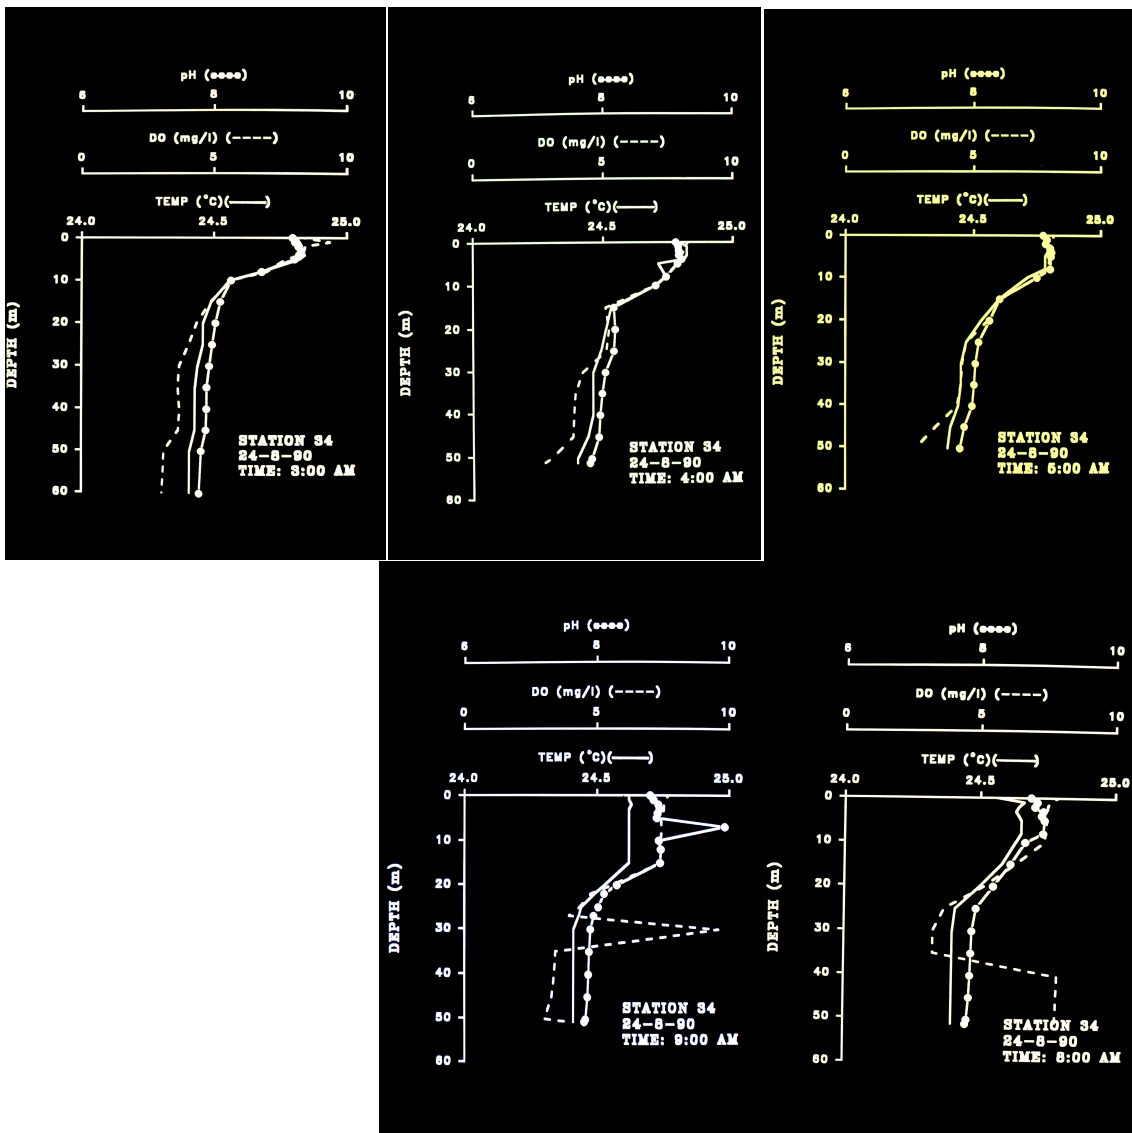 pH (●●●●)
6 8 10
DO (mg/l) (----)
0 5 10
TEMP (°C)(——)
24.0 24.5 25.0
0
10
20
30
40
50
60
DEPTH (m)
STATION 34
24-8-90
TIME: 3:00 AM
pH (●●●●)
6 8 10
DO (mg/l) (----)
0 5 10
TEMP (°C)(——)
24.0 24.5 25.0
0
10
20
30
40
50
60
DEPTH (m)
STATION 34
24-8-90
TIME: 4:00 AM
pH (●●●●)
6 8 10
DO (mg/l) (----)
0 5 10
TEMP (°C)(——)
24.0 24.5 25.0
0
10
20
30
40
50
60
DEPTH (m)
STATION 34
24-8-90
TIME: 5:00 AM
pH (●●●●)
6 8 10
DO (mg/l) (----)
0 5 10
TEMP (°C)(——)
24.0 24.5 25.0
0
10
20
30
40
50
60
DEPTH (m)
STATION 34
24-8-90
TIME: 9:00 AM
pH (●●●●)
6 8 10
DO (mg/l) (----)
0 5 10
TEMP (°C)(——)
24.0 24.5 25.0
0
10
20
30
40
50
60
DEPTH (m)
STATION 34
24-8-90
TIME: 8:00 AM